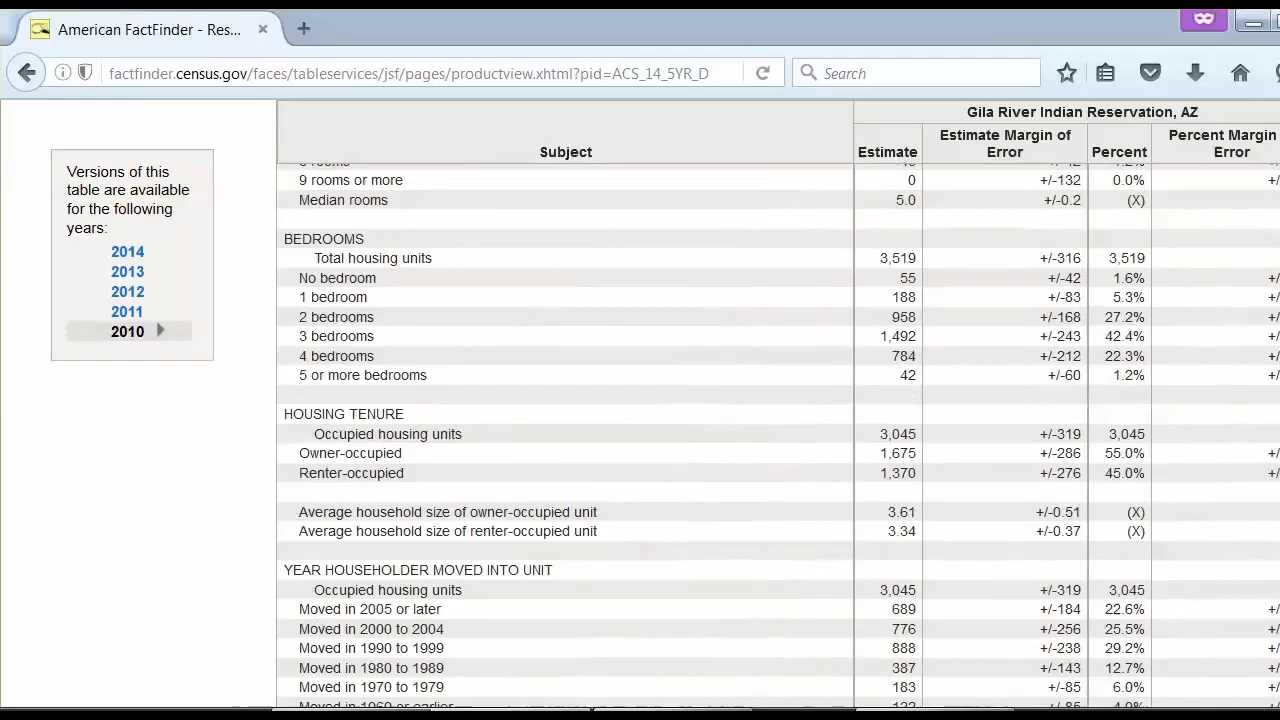 American FactFinder - Res...
factfinder.census.gov/faces/tableservices/jsf/pages/productview.xhtml?pid=ACS_14_5YR_D
Search
Versions of this
table are available
for the following
years:
2014
2013
2012
2011
2010
Gila River Indian Reservation, AZ
Subject Estimate Estimate Margin of Error Percent Percent Margin Error
9 rooms or more 0 +/-132 0.0% +/
Median rooms 5.0 +/-0.2 (X)
BEDROOMS
Total housing units 3,519 +/-316 3,519
No bedroom 55 +/-42 1.6% +/
1 bedroom 188 +/-83 5.3% +/
2 bedrooms 958 +/-168 27.2% +/
3 bedrooms 1,492 +/-243 42.4% +/
4 bedrooms 784 +/-212 22.3% +/
5 or more bedrooms 42 +/-60 1.2% +/
HOUSING TENURE
Occupied housing units 3,045 +/-319 3,045
Owner-occupied 1,675 +/-286 55.0% +/
Renter-occupied 1,370 +/-276 45.0% +/
Average household size of owner-occupied unit 3.61 +/-0.51 (X)
Average household size of renter-occupied unit 3.34 +/-0.37 (X)
YEAR HOUSEHOLDER MOVED INTO UNIT
Occupied housing units 3,045 +/-319 3,045
Moved in 2005 or later 689 +/-184 22.6% +/
Moved in 2000 to 2004 776 +/-256 25.5% +/
Moved in 1990 to 1999 888 +/-238 29.2% +/
Moved in 1980 to 1989 387 +/-143 12.7% +/
Moved in 1970 to 1979 183 +/-85 6.0% +/